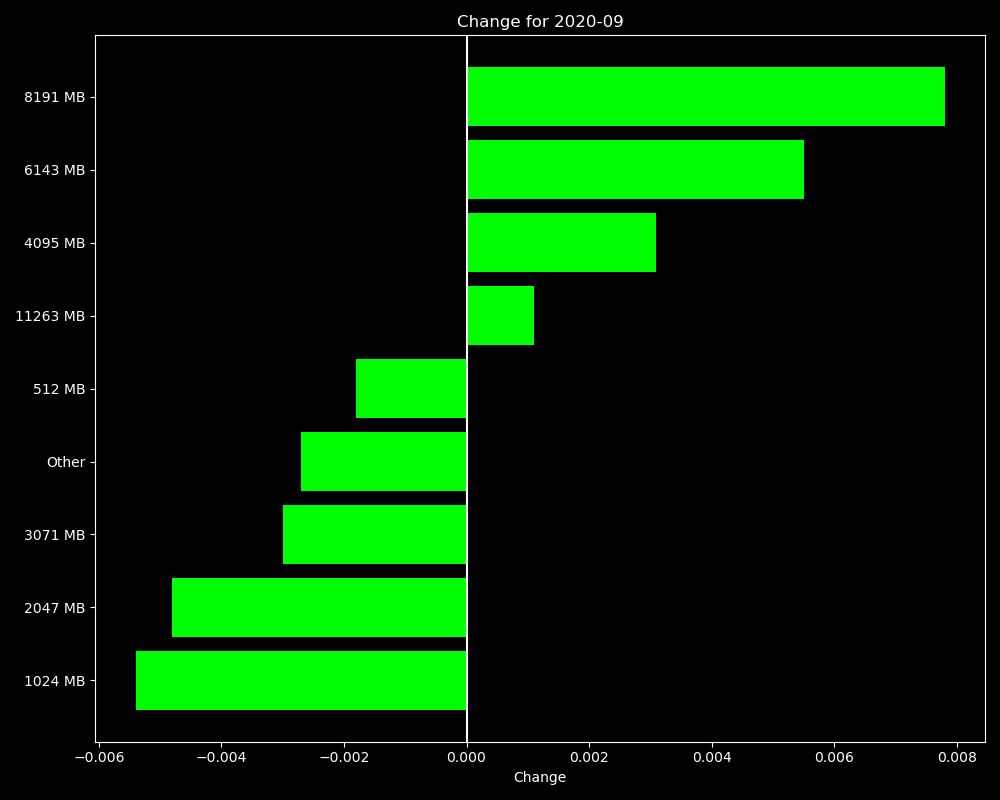 Change for 2020-09
8191 MB
6143 MB
4095 MB
11263 MB
512 MB
Other
3071 MB
2047 MB
1024 MB
−0.006 −0.004 −0.002 0.000 0.002 0.004 0.006 0.008
Change